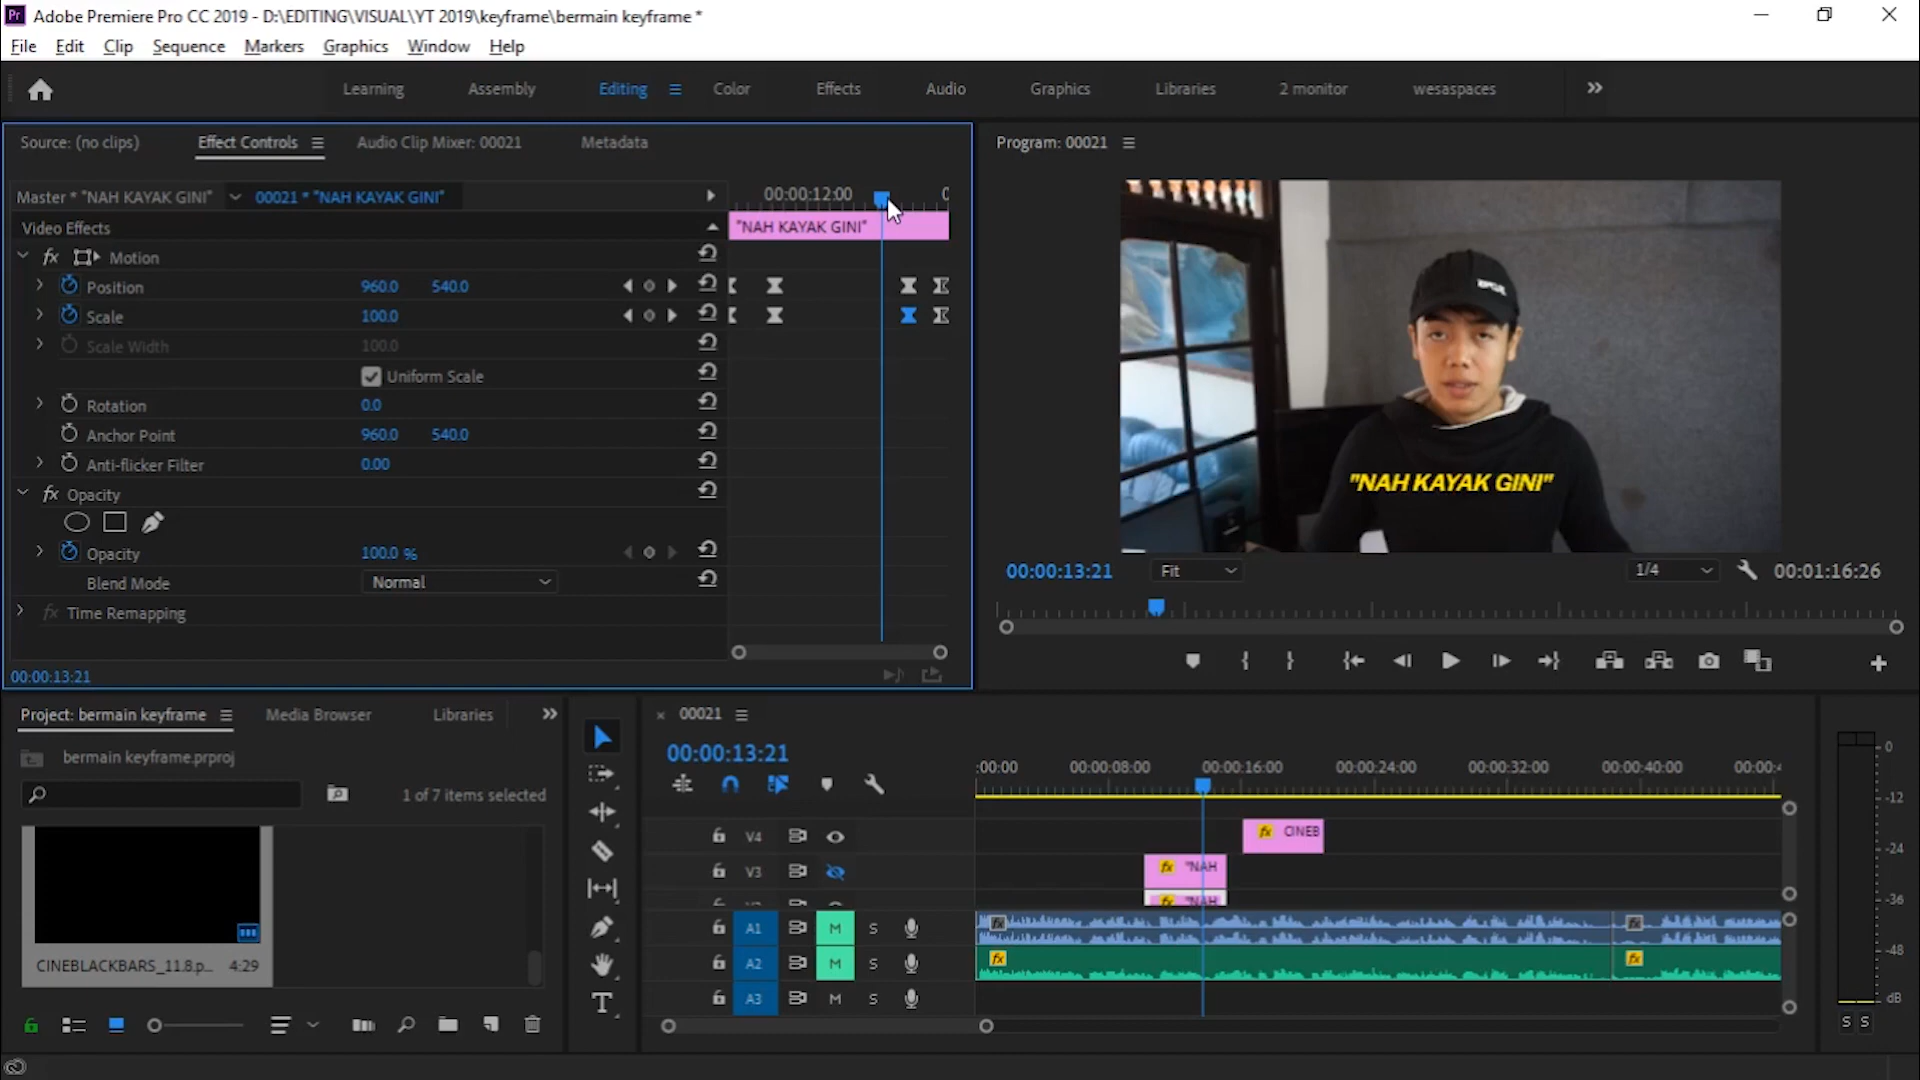 Adobe Premiere Pro CC 2019 - D:\EDITING\VISUAL\YT 2019\keyframe\bermain keyframe *
File Edit Clip Sequence Markers Graphics Window Help
Learning Assembly Editing Color Effects Audio Graphics Libraries 2 monitor wesaspaces
Source: (no clips) Effect Controls Audio Clip Mixer: 00021 Metadata
Program: 00021
Master * "NAH KAYAK GINI" 00021 * "NAH KAYAK GINI" 00:00:12:00
Video Effects "NAH KAYAK GINI"
fx Motion
Position 960.0 540.0
Scale 100.0
Scale Width 100.0
Uniform Scale
Rotation 0.0
Anchor Point 960.0 540.0
Anti-flicker Filter 0.00
fx Opacity
Opacity 100.0 %
Blend Mode Normal
fx Time Remapping
00:00:13:21
"NAH KAYAK GINI"
00:00:13:21 Fit 1/4 00:01:16:26
Project: bermain keyframe Media Browser Libraries
bermain keyframe.prproj
1 of 7 items selected
CINEBLACKBARS_11.8.p... 4:29
00021
00:00:13:21
:00:00 00:00:08:00 00:00:16:00 00:00:24:00 00:00:32:00 00:00:40:00 00:00:4
V4 fx CINEB
V3 fx "NAH
fx "NAH
A1 M S
A2 M S fx fx
A3 M S
0
-12
-24
-36
-48
dB
S S